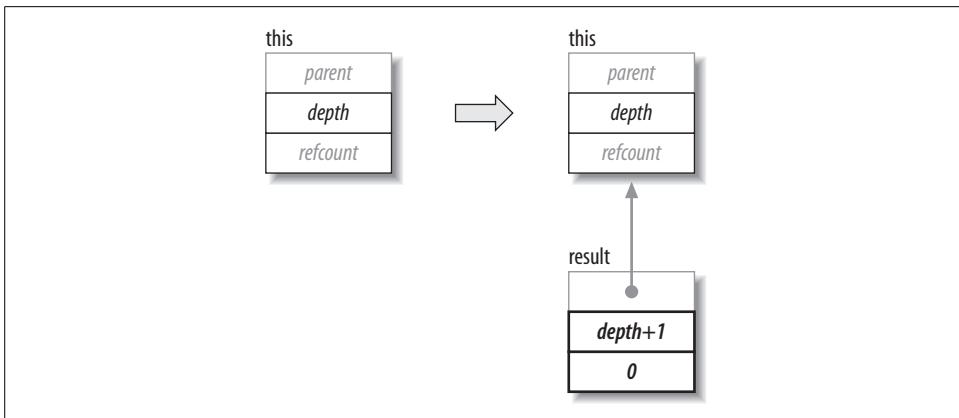 this
parent
depth
refcount
this
parent
depth
refcount
result
depth+1
0